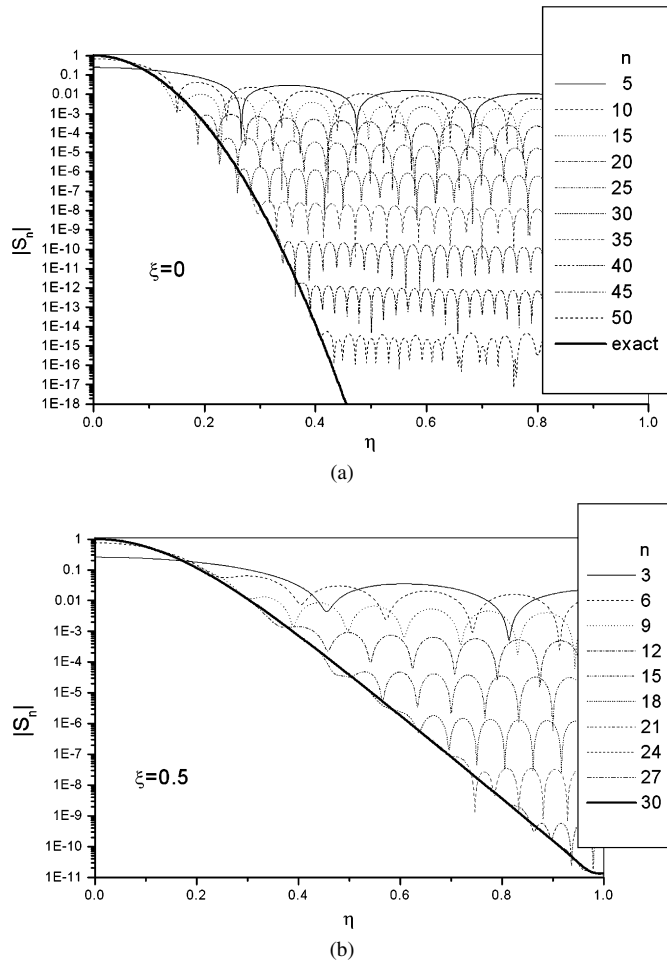 n
5
10
15
20
25
30
35
40
45
50
exact
1
0.1
0.01
1E-3
1E-4
1E-5
1E-6
1E-7
1E-8
1E-9
1E-10
1E-11
1E-12
1E-13
1E-14
1E-15
1E-16
1E-17
1E-18
|Sn|
ξ=0
0.0 0.2 0.4 0.6 0.8 1.0
η
(a)
n
3
6
9
12
15
18
21
24
27
30
1
0.1
0.01
1E-3
1E-4
1E-5
1E-6
1E-7
1E-8
1E-9
1E-10
1E-11
|Sn|
ξ=0.5
0.0 0.2 0.4 0.6 0.8 1.0
η
(b)